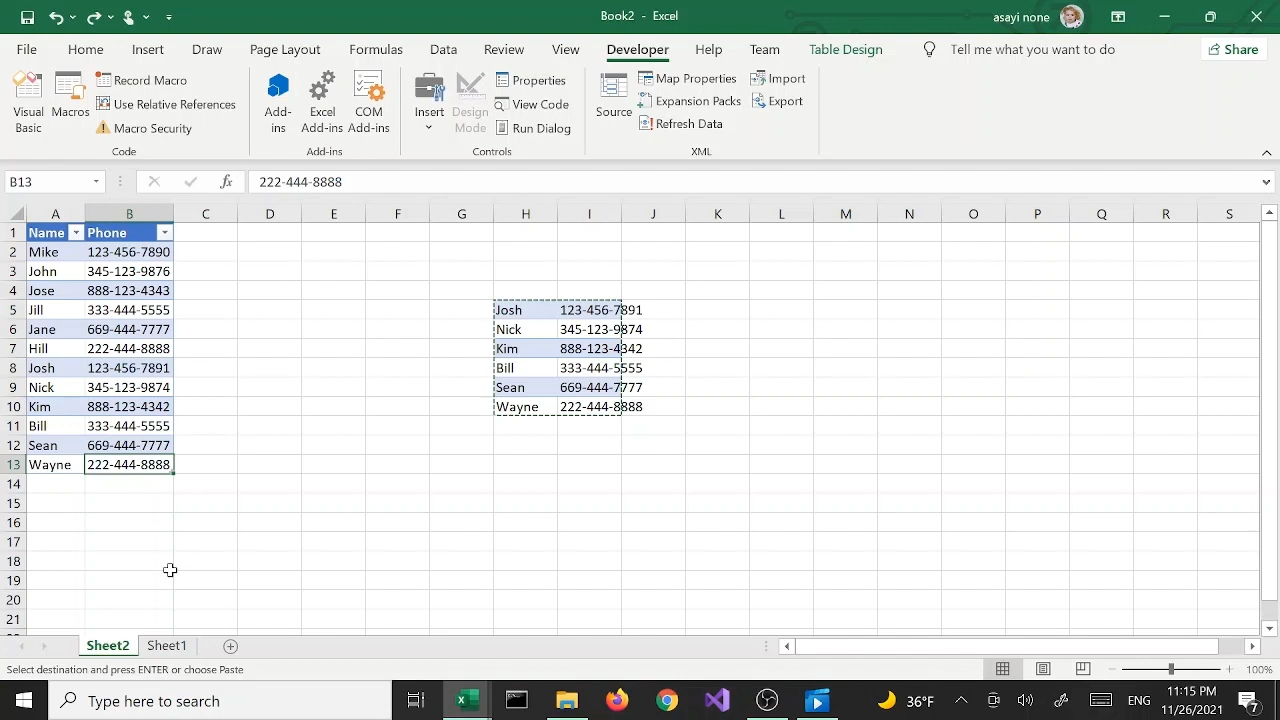 Book2 - Excel
asayi none
File Home Insert Draw Page Layout Formulas Data Review View Developer Help Team Table Design Tell me what you want to do Share
Visual Basic
Macros
Record Macro
Use Relative References
Macro Security
Code
Add-ins
Excel Add-ins
COM Add-ins
Add-ins
Insert
Design Mode
Properties
View Code
Run Dialog
Controls
Source
Map Properties
Expansion Packs
Refresh Data
Import
Export
XML
B13 fx 222-444-8888
A B C D E F G H I J K L M N O P Q R S
1 Name Phone
2 Mike 123-456-7890
3 John 345-123-9876
4 Jose 888-123-4343
5 Jill 333-444-5555 Josh 123-456-7891
6 Jane 669-444-7777 Nick 345-123-9874
7 Hill 222-444-8888 Kim 888-123-4342
8 Josh 123-456-7891 Bill 333-444-5555
9 Nick 345-123-9874 Sean 669-444-7777
10 Kim 888-123-4342 Wayne 222-444-8888
11 Bill 333-444-5555
12 Sean 669-444-7777
13 Wayne 222-444-8888
14
15
16
17
18
19
20
21
Sheet2 Sheet1
Select destination and press ENTER or choose Paste
100%
Type here to search
36°F
ENG
11:15 PM
11/26/2021
7